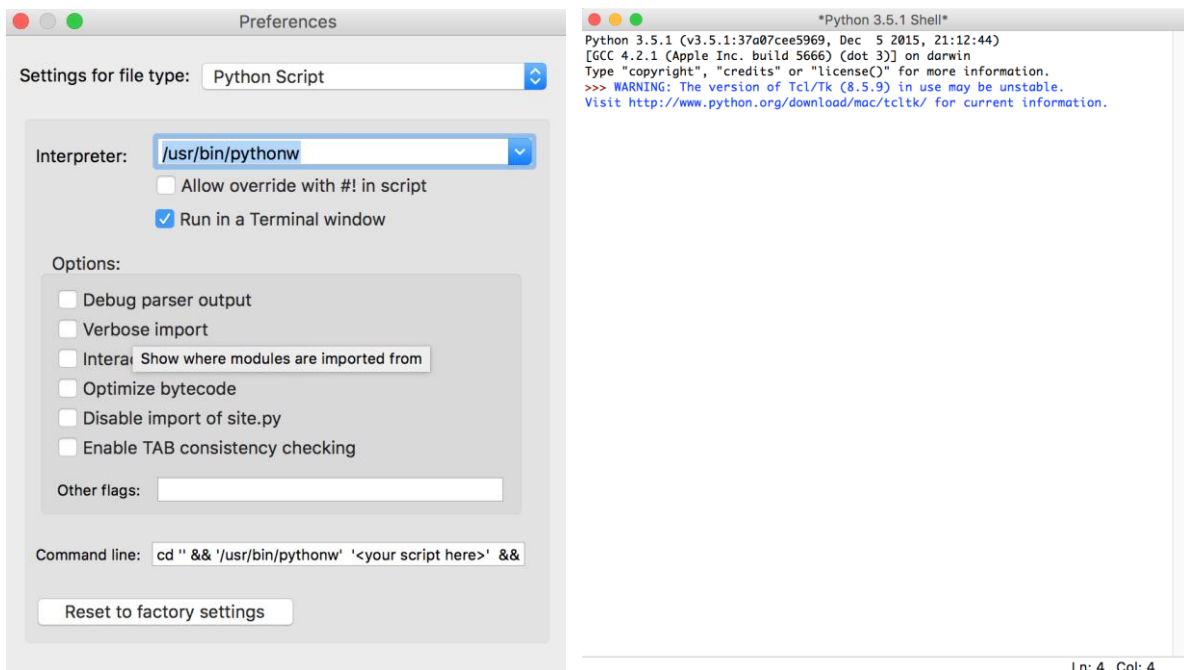 Preferences
Settings for file type: Python Script
Interpreter: /usr/bin/pythonw
Allow override with #! in script
Run in a Terminal window
Options:
Debug parser output
Verbose import
Intera
Show where modules are imported from
Optimize bytecode
Disable import of site.py
Enable TAB consistency checking
Other flags:
Command line: cd '' && '/usr/bin/pythonw'  '<your script here>'  &&
Reset to factory settings
*Python 3.5.1 Shell*
Python 3.5.1 (v3.5.1:37a07cee5969, Dec  5 2015, 21:12:44)
[GCC 4.2.1 (Apple Inc. build 5666) (dot 3)] on darwin
Type "copyright", "credits" or "license()" for more information.
>>> WARNING: The version of Tcl/Tk (8.5.9) in use may be unstable.
Visit http://www.python.org/download/mac/tcltk/ for current information.
Ln: 4  Col: 4